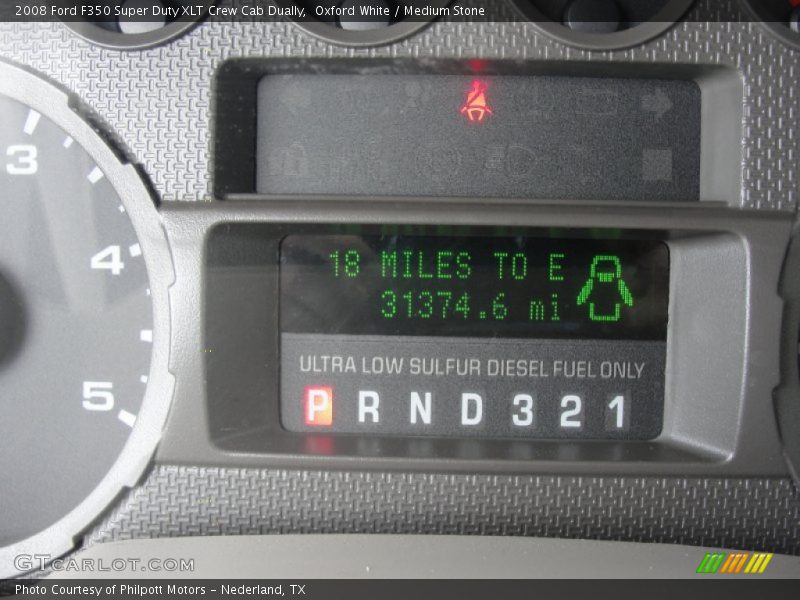 2008 Ford F350 Super Duty XLT Crew Cab Dually,  Oxford White / Medium Stone
3
4
5
18 MILES TO E
31374.6 mi
ULTRA LOW SULFUR DIESEL FUEL ONLY
P R N D 3 2 1
GTCARLOT.COM
Photo Courtesy of Philpott Motors - Nederland, TX